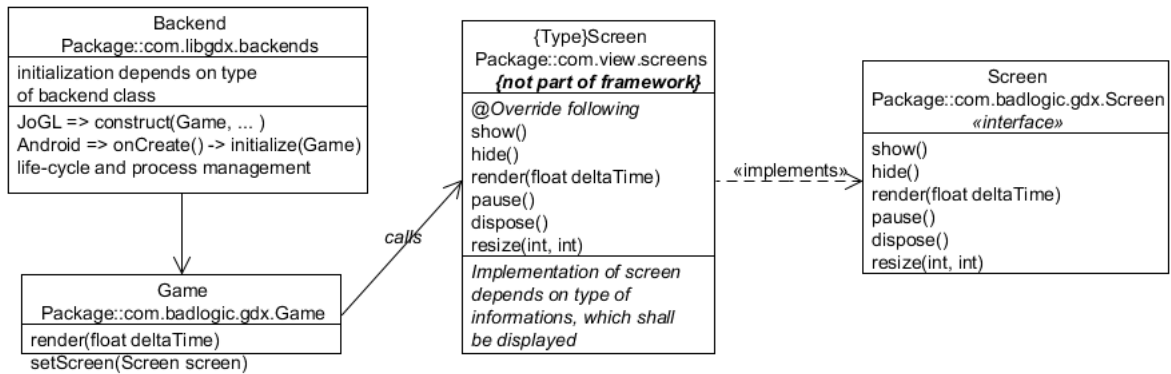 Backend
Package::com.libgdx.backends
initialization depends on type
of backend class
JoGL => construct(Game, ... )
Android => onCreate() -> initialize(Game)
life-cycle and process management
Game
Package::com.badlogic.gdx.Game
render(float deltaTime)
setScreen(Screen screen)
calls
{Type}Screen
Package::com.view.screens
{not part of framework}
@Override following
show()
hide()
render(float deltaTime)
pause()
dispose()
resize(int, int)
Implementation of screen
depends on type of
informations, which shall
be displayed
«implements»
Screen
Package::com.badlogic.gdx.Screen
«interface»
show()
hide()
render(float deltaTime)
pause()
dispose()
resize(int, int)